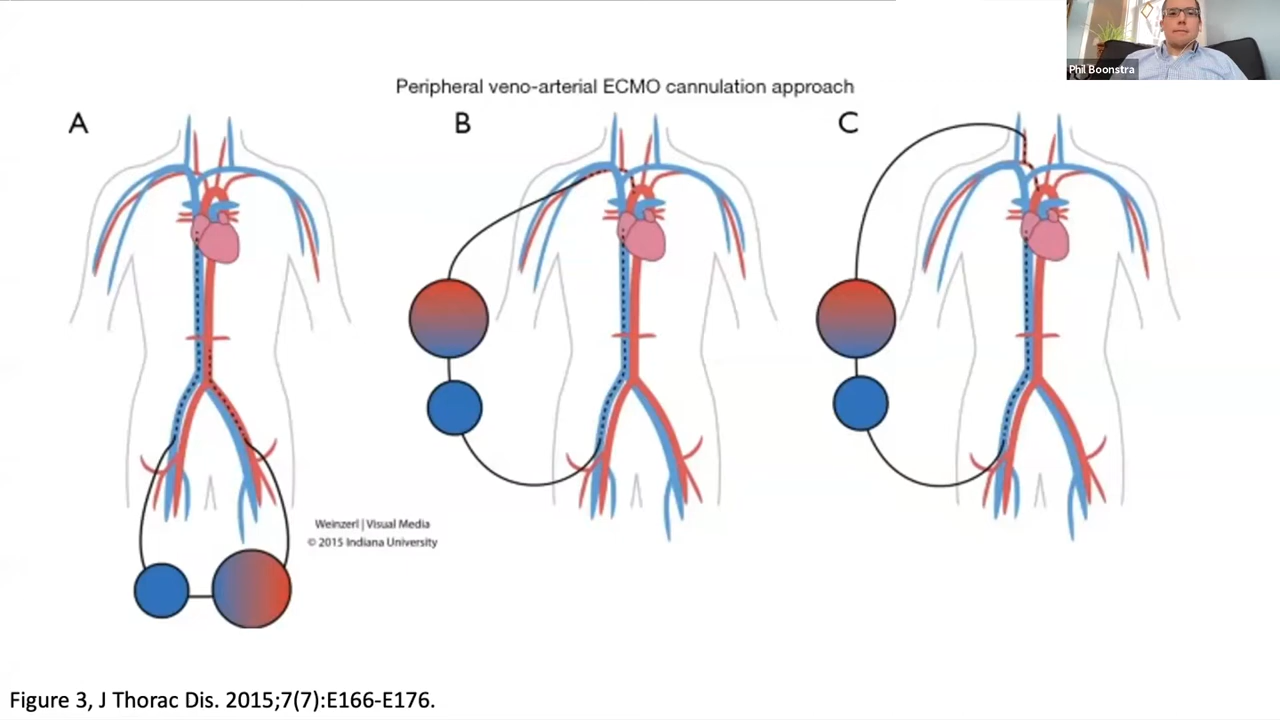 Phil Boonstra
Peripheral veno-arterial ECMO cannulation approach
A
B
C
Weinzerl | Visual Media
© 2015 Indiana University
Figure 3, J Thorac Dis. 2015;7(7):E166-E176.